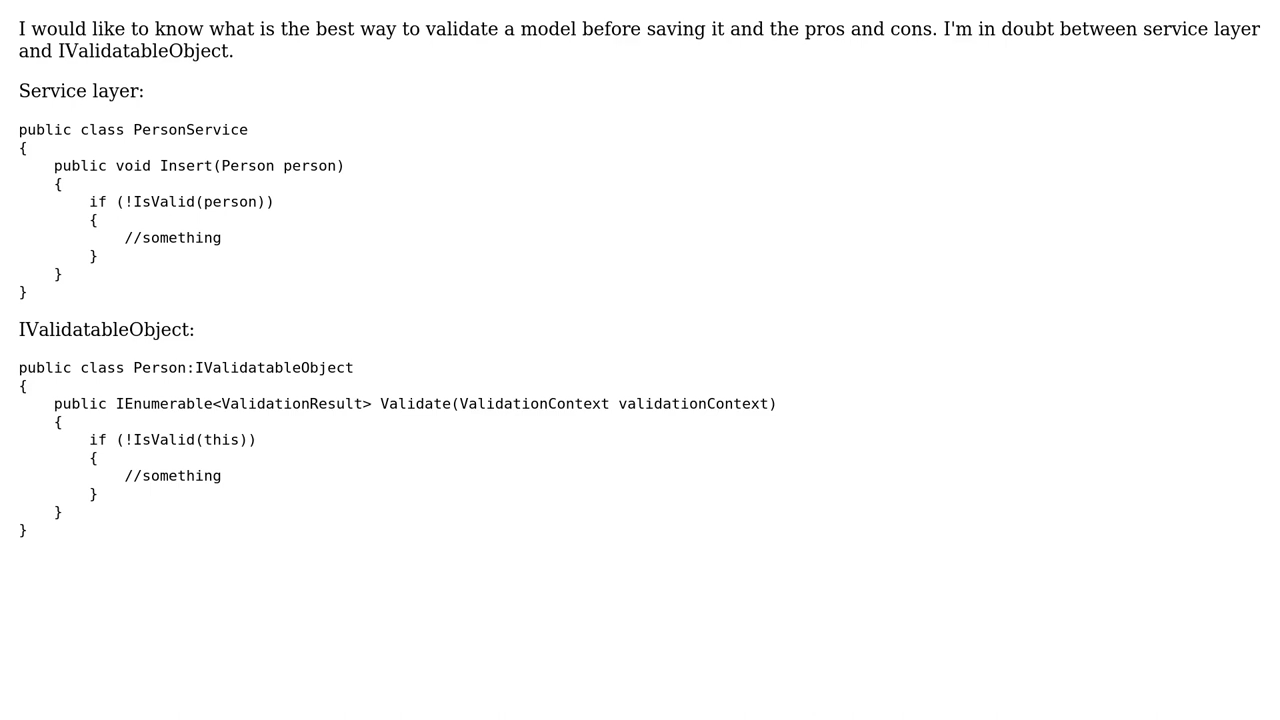 I would like to know what is the best way to validate a model before saving it and the pros and cons. I'm in doubt between service layer
and IValidatableObject.
Service layer:
public class PersonService
{
    public void Insert(Person person)
    {
        if (!IsValid(person))
        {
            //something
        }
    }
}
IValidatableObject:
public class Person:IValidatableObject
{
    public IEnumerable<ValidationResult> Validate(ValidationContext validationContext)
    {
        if (!IsValid(this))
        {
            //something
        }
    }
}